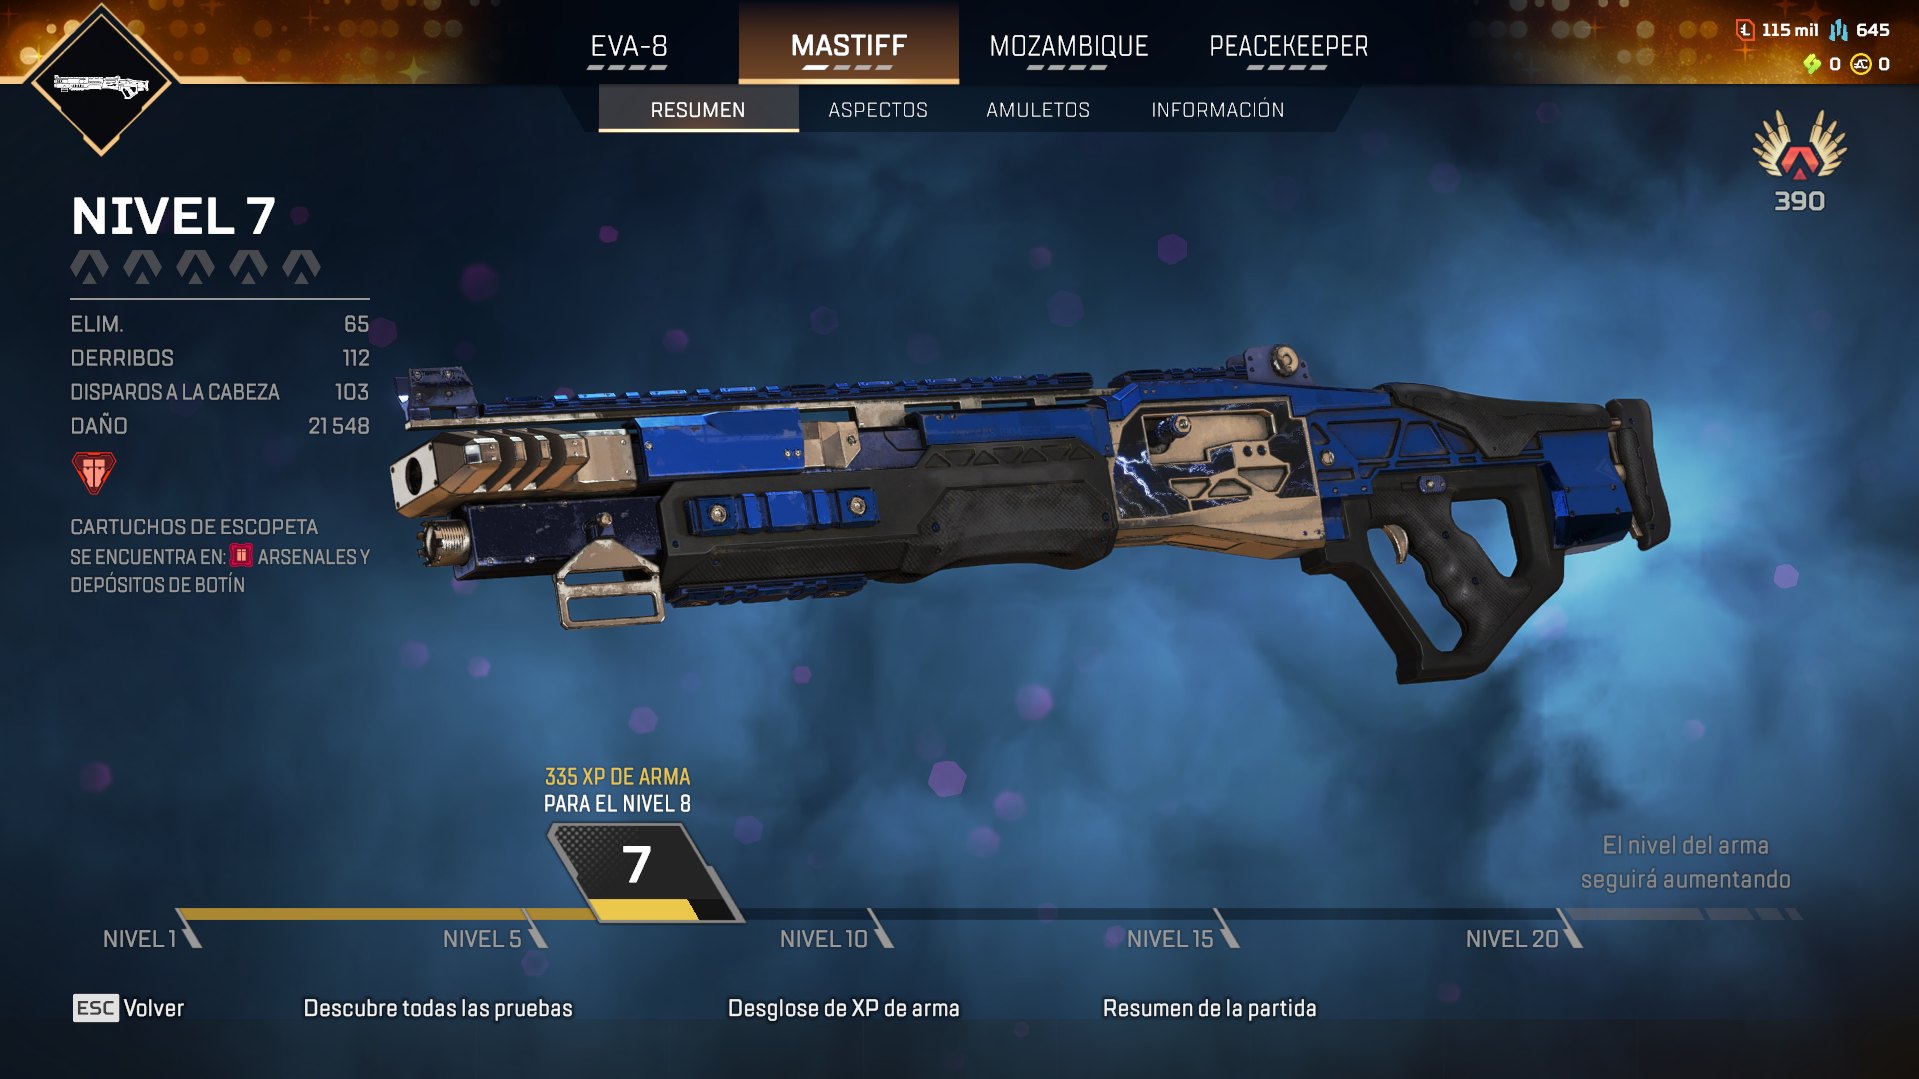 EVA-8
MASTIFF
MOZAMBIQUE
PEACEKEEPER
115 mil
645
0
0
RESUMEN
ASPECTOS
AMULETOS
INFORMACIÓN
390
NIVEL 7
ELIM. 65
DERRIBOS 112
DISPAROS A LA CABEZA 103
DAÑO 21 548
CARTUCHOS DE ESCOPETA
SE ENCUENTRA EN: ARSENALES Y
DEPÓSITOS DE BOTÍN
335 XP DE ARMA
PARA EL NIVEL 8
7
El nivel del arma
seguirá aumentando
NIVEL 1
NIVEL 5
NIVEL 10
NIVEL 15
NIVEL 20
ESC Volver
Descubre todas las pruebas
Desglose de XP de arma
Resumen de la partida